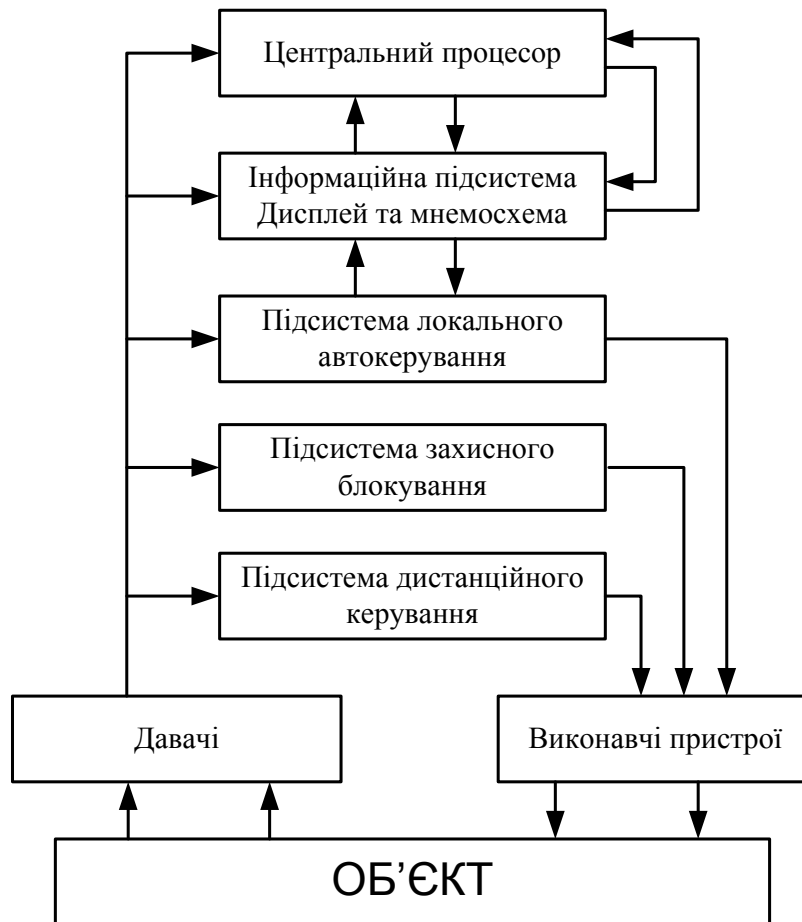 Центральний процесор
Інформаційна підсистема
Дисплей та мнемосхема
Підсистема локального
автокерування
Підсистема захисного
блокування
Підсистема дистанційного
керування
Давачі
Виконавчі пристрої
ОБ’ЄКТ